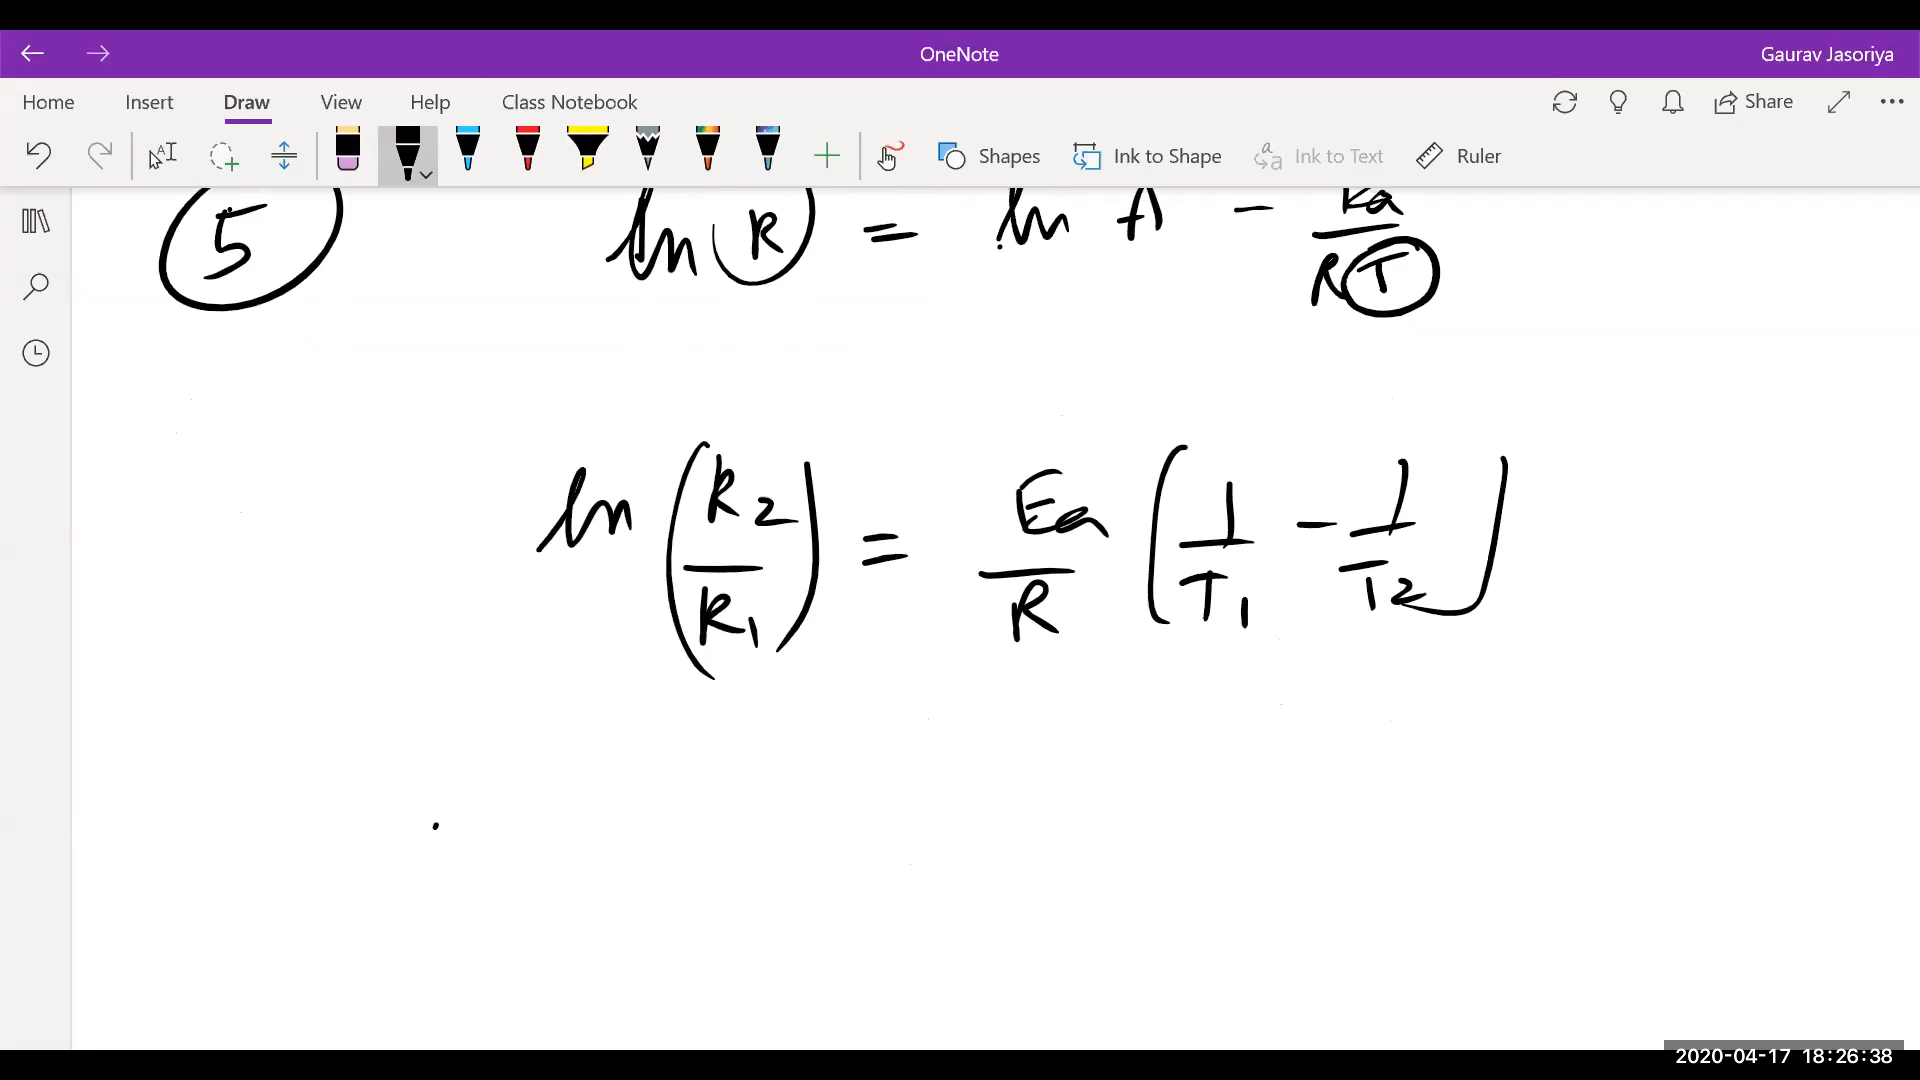 OneNote
Gaurav Jasoriya
Home Insert Draw View Help Class Notebook Share
Shapes Ink to Shape Ink to Text Ruler
5 ln K = ln A - Ea/RT
ln (K2/K1) = Ea/R (1/T1 - 1/T2)
2020-04-17 18:26:38